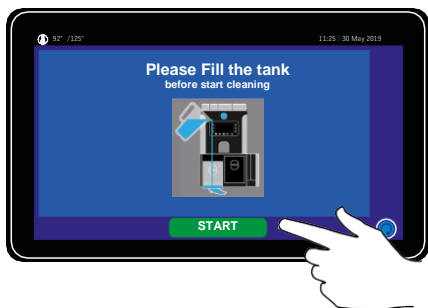 92° /125°
11:25 | 30 May 2019
Please Fill the tank
before start cleaning
START